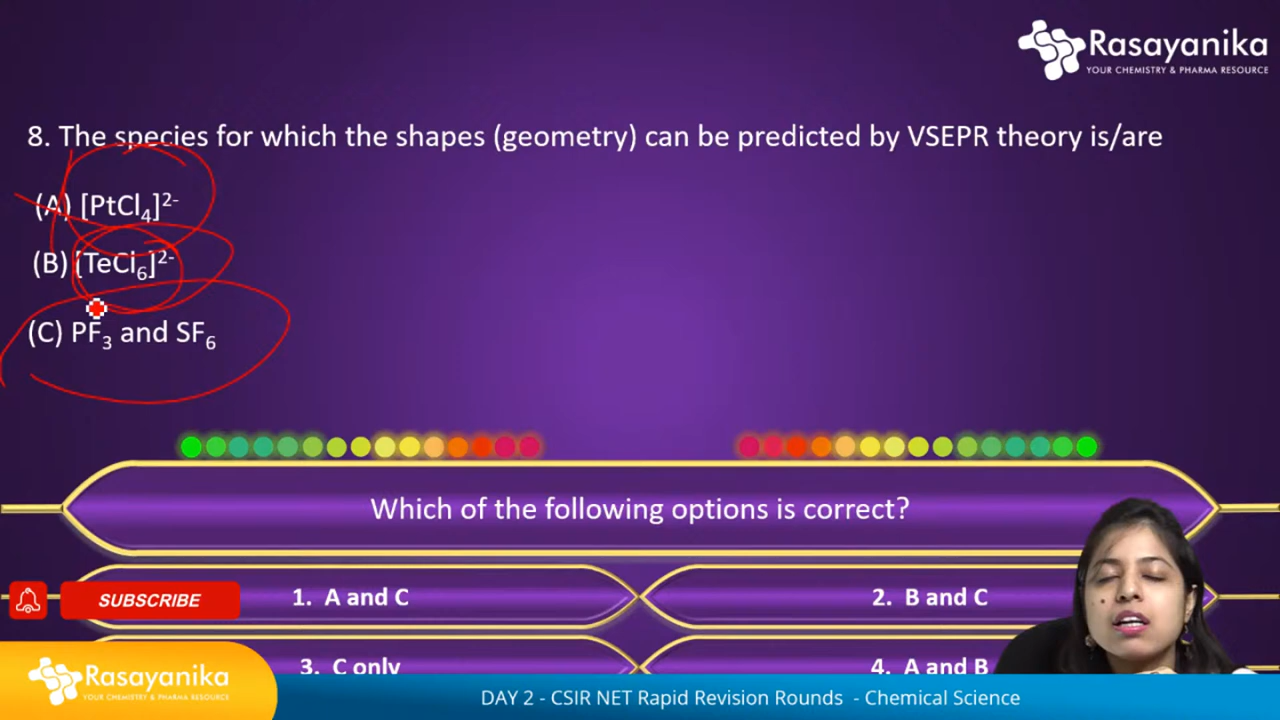 Rasayanika
YOUR CHEMISTRY & PHARMA RESOURCE
8. The species for which the shapes (geometry) can be predicted by VSEPR theory is/are
(A) [PtCl₄]²⁻
(B) [TeCl₆]²⁻
(C) PF₃ and SF₆
Which of the following options is correct?
1. A and C
2. B and C
3. C only
4. A and B
SUBSCRIBE
Rasayanika
YOUR CHEMISTRY & PHARMA RESOURCE
DAY 2 - CSIR NET Rapid Revision Rounds - Chemical Science